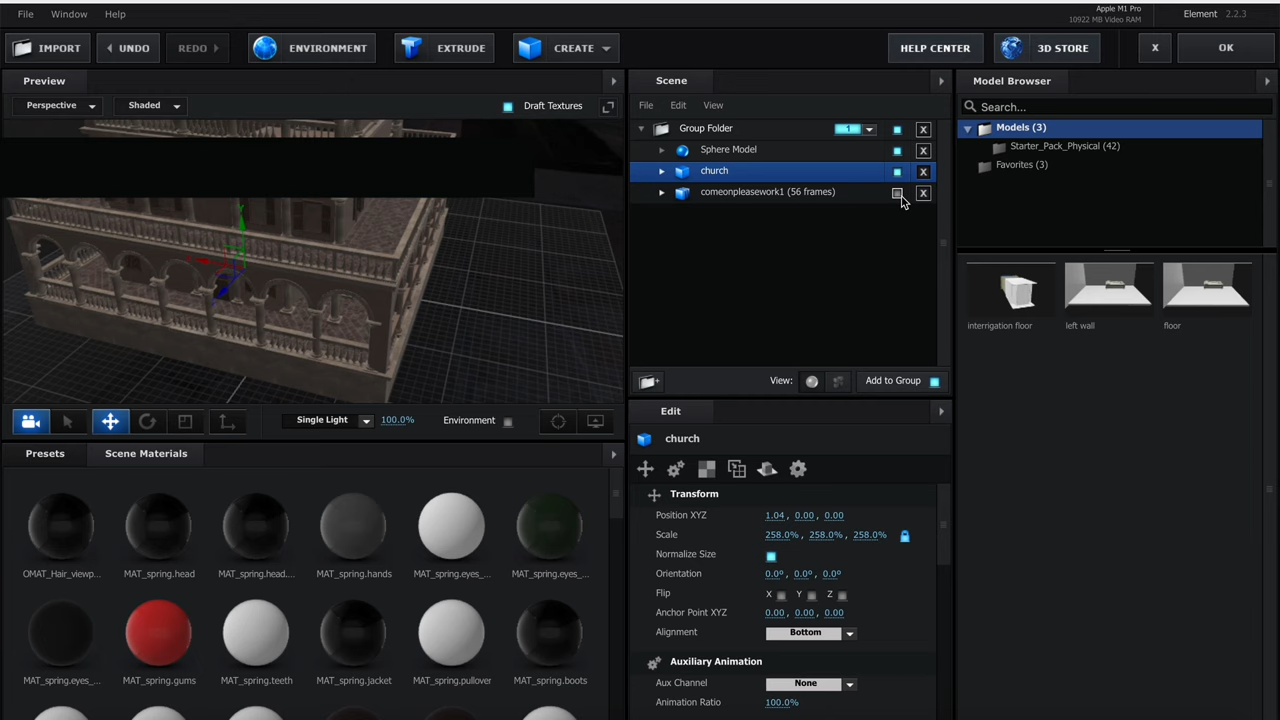 File Window Help
Apple M1 Pro
10922 MB Video RAM
Element 2.2.3
IMPORT UNDO REDO ENVIRONMENT EXTRUDE CREATE HELP CENTER 3D STORE X OK
Preview
Perspective Shaded Draft Textures
Y
Single Light 100.0% Environment
Presets Scene Materials
OMAT_Hair_viewp... MAT_spring.head MAT_spring.head.... MAT_spring.hands MAT_spring.eyes_... MAT_spring.eyes_...
MAT_spring.eyes_... MAT_spring.gums MAT_spring.teeth MAT_spring.jacket MAT_spring.pullover MAT_spring.boots
Scene
File Edit View
Group Folder 1 X
Sphere Model X
church X
comeonpleasework1 (56 frames) X
View: Add to Group
Edit
church
Transform
Position XYZ 1.04, 0.00, 0.00
Scale 258.0%, 258.0%, 258.0%
Normalize Size
Orientation 0.0°, 0.0°, 0.0°
Flip X Y Z
Anchor Point XYZ 0.00, 0.00, 0.00
Alignment Bottom
Auxiliary Animation
Aux Channel None
Animation Ratio 100.0%
Model Browser
Search...
Models (3)
Starter_Pack_Physical (42)
Favorites (3)
interrigation floor left wall floor